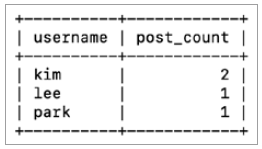 +----------+------------+
| username | post_count |
+----------+------------+
| kim      |          2 |
| lee      |          1 |
| park     |          1 |
+----------+------------+